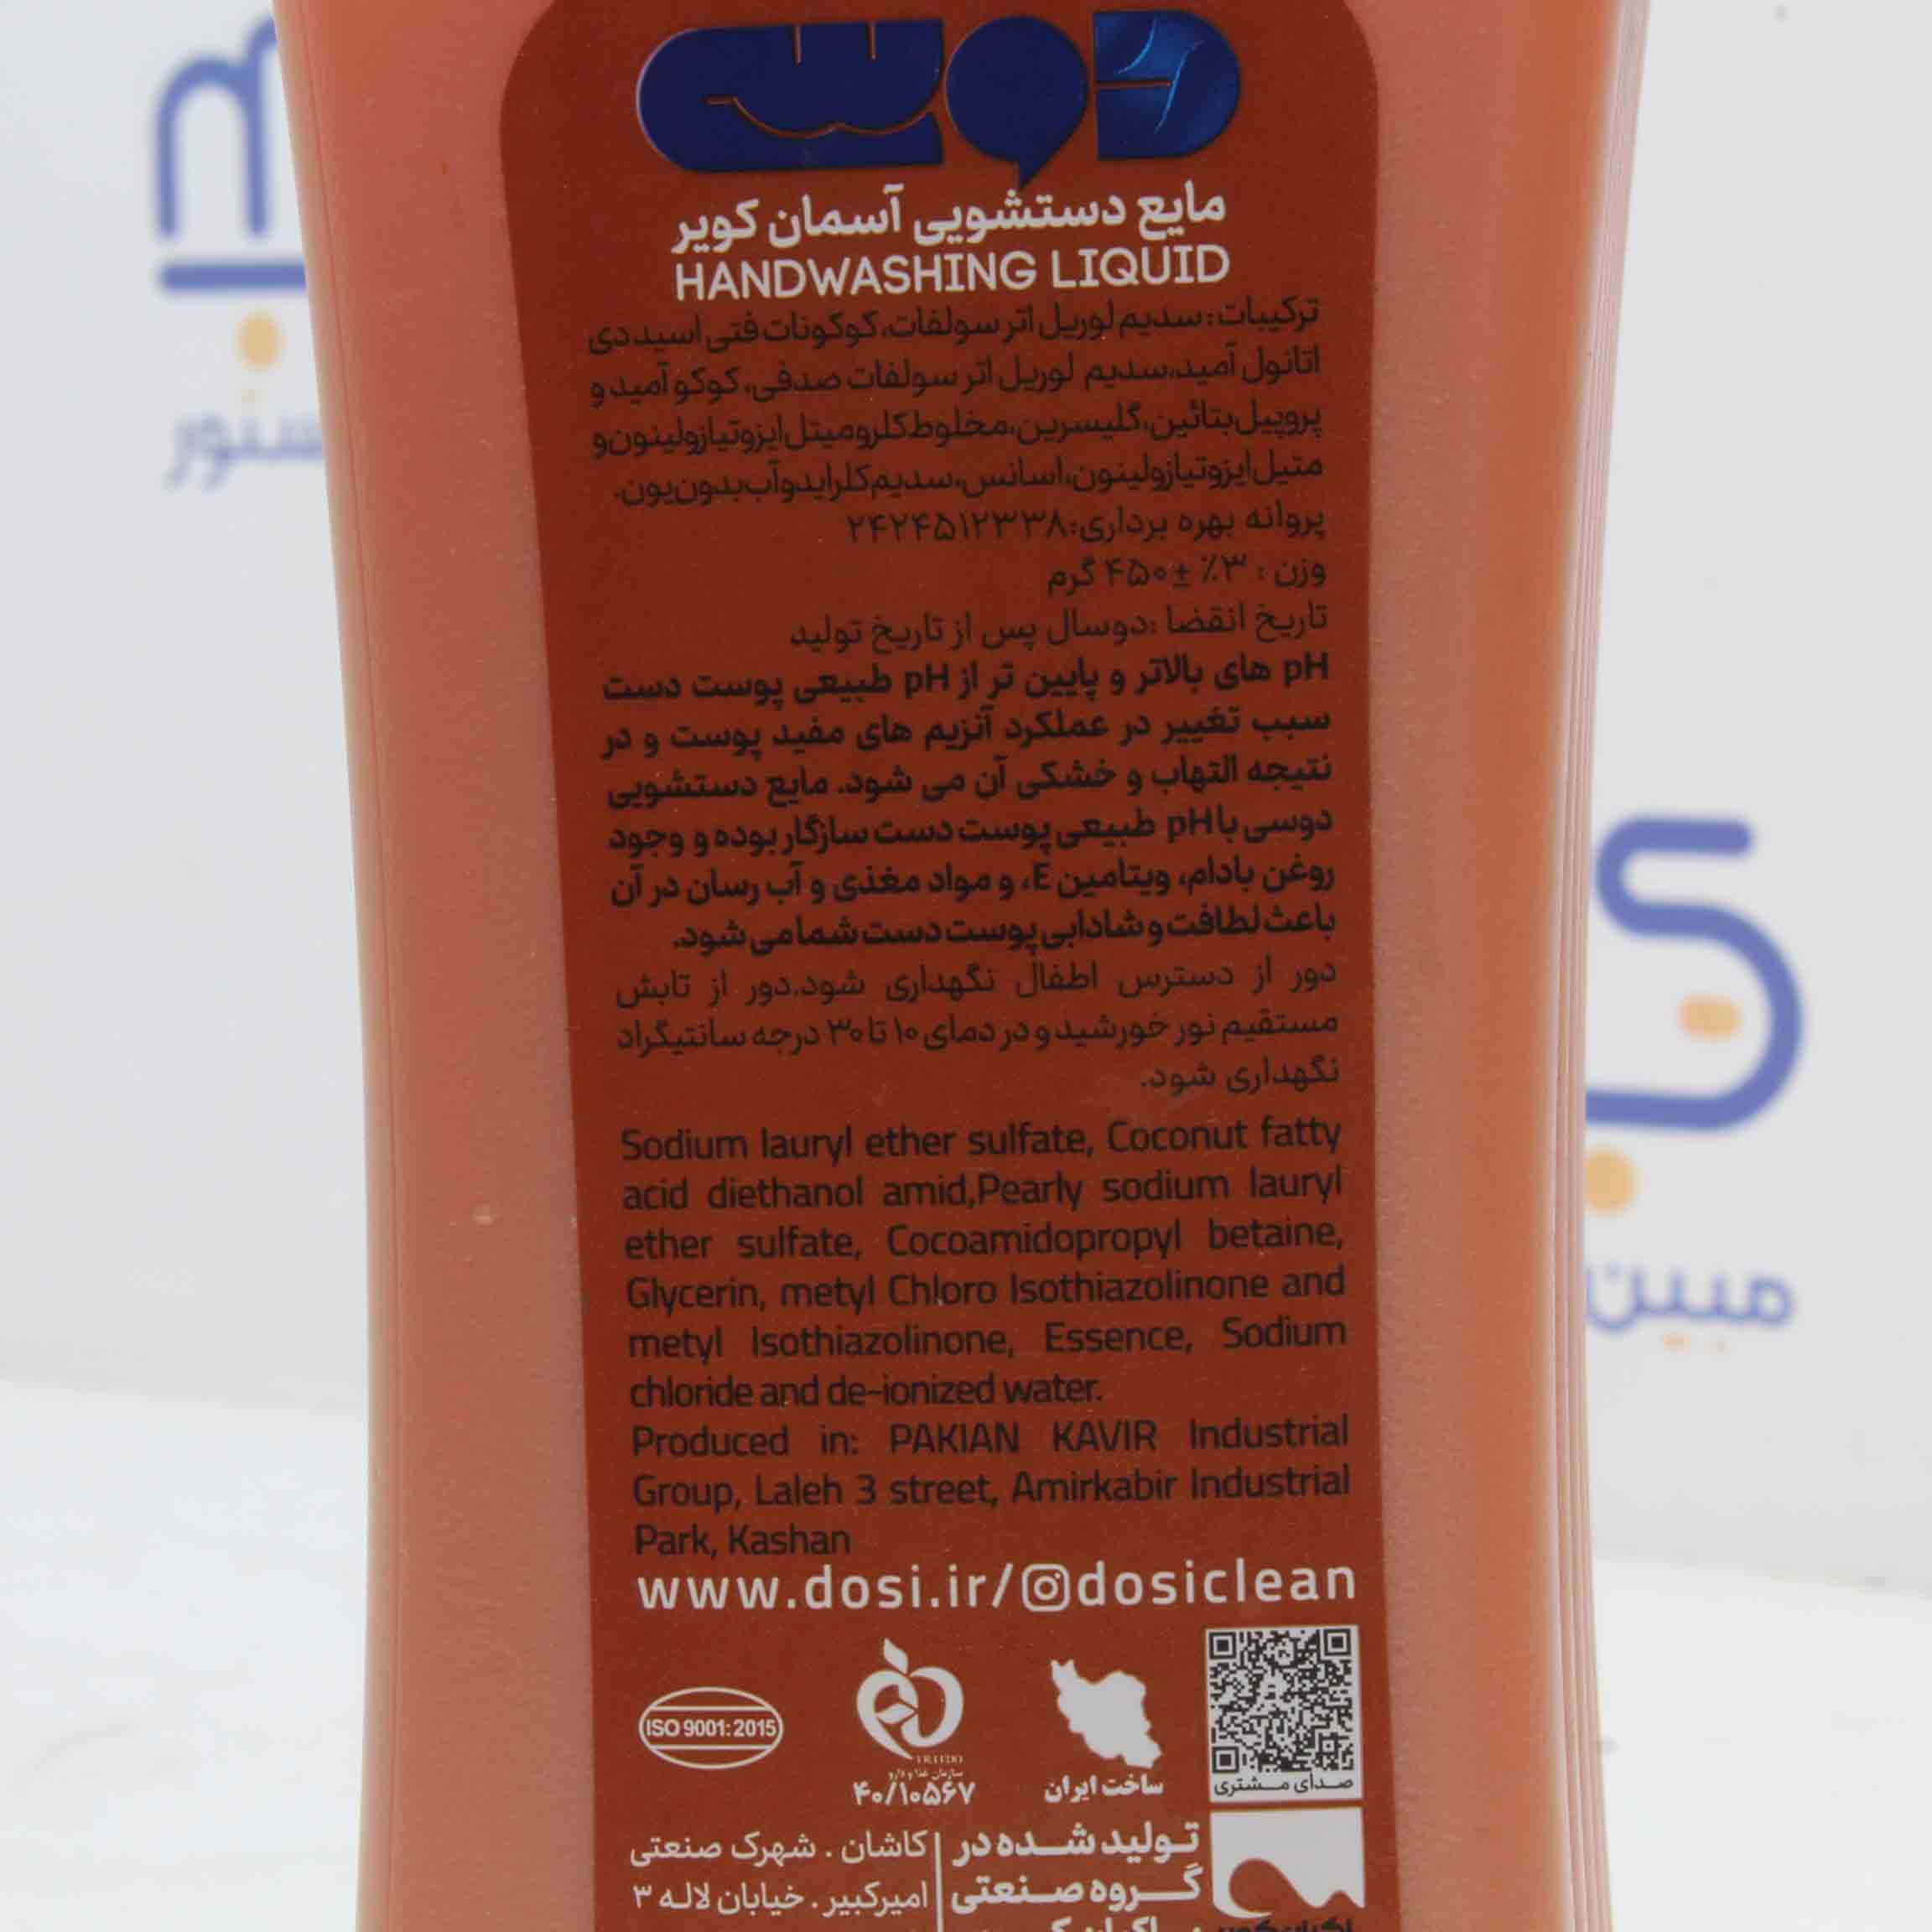 دوسی
مایع دستشویی آسمان کویر
HANDWASHING LIQUID
ترکیبات: سدیم لوریل اتر سولفات، کوکونات فتی اسید دی
اتانول آمید، سدیم لوریل اتر سولفات صدفی، کوکو آمید و
پروپیل بتائین، گلیسرین، مخلوط کلرومیتل ایزوتیازولینون و
متیل ایزوتیازولینون، اسانس، سدیم کلراید و آب بدون یون.
پروانه بهره برداری: ۲۴۲۴۵۱۲۳۳۸
وزن : ۳٪ ± ۴۵۰ گرم
تاریخ انقضا :دوسال پس از تاریخ تولید
pH های بالاتر و پایین تر از pH طبیعی پوست دست
سبب تغییر در عملکرد آنزیم های مفید پوست و در
نتیجه التهاب و خشکی آن می شود. مایع دستشویی
دوسی با pH طبیعی پوست دست سازگار بوده و وجود
روغن بادام، ویتامین E، و مواد مغذی و آب رسان در آن
باعث لطافت و شادابی پوست دست شما می شود.
دور از دسترس اطفال نگهداری شود. دور از تابش
مستقیم نور خورشید و در دمای ۱۰ تا ۳۰ درجه سانتیگراد
نگهداری شود.
Sodium lauryl ether sulfate, Coconut fatty
acid diethanol amid,Pearly sodium lauryl
ether sulfate, Cocoamidopropyl betaine,
Glycerin, metyl Chloro Isothiazolinone and
metyl Isothiazolinone, Essence, Sodium
chloride and de-ionized water.
Produced in: PAKIAN KAVIR Industrial
Group, Laleh 3 street, Amirkabir Industrial
Park, Kashan
www.dosi.ir/dosiclean
ISO 9001:2015
سازمان غذا و دارو
۴۰/۱۰۵۶۷
ساخت ایران
صدای مشتری
تولید شده در
گروه صنعتی
کاشان . شهرک صنعتی
امیرکبیر . خیابان لاله ۳
ستور
مبین